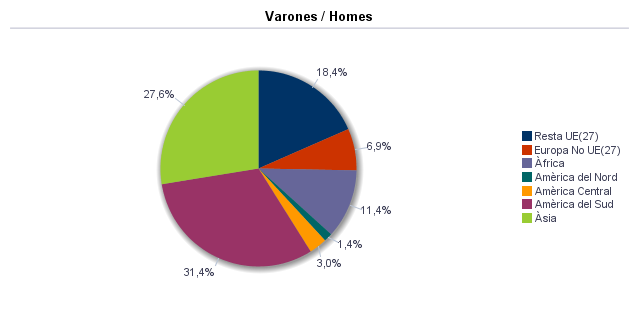 Varones / Homes
18,4%
6,9%
11,4%
1,4%
3,0%
31,4%
27,6%
Resta UE(27)
Europa No UE(27)
Àfrica
Amèrica del Nord
Amèrica Central
Amèrica del Sud
Àsia